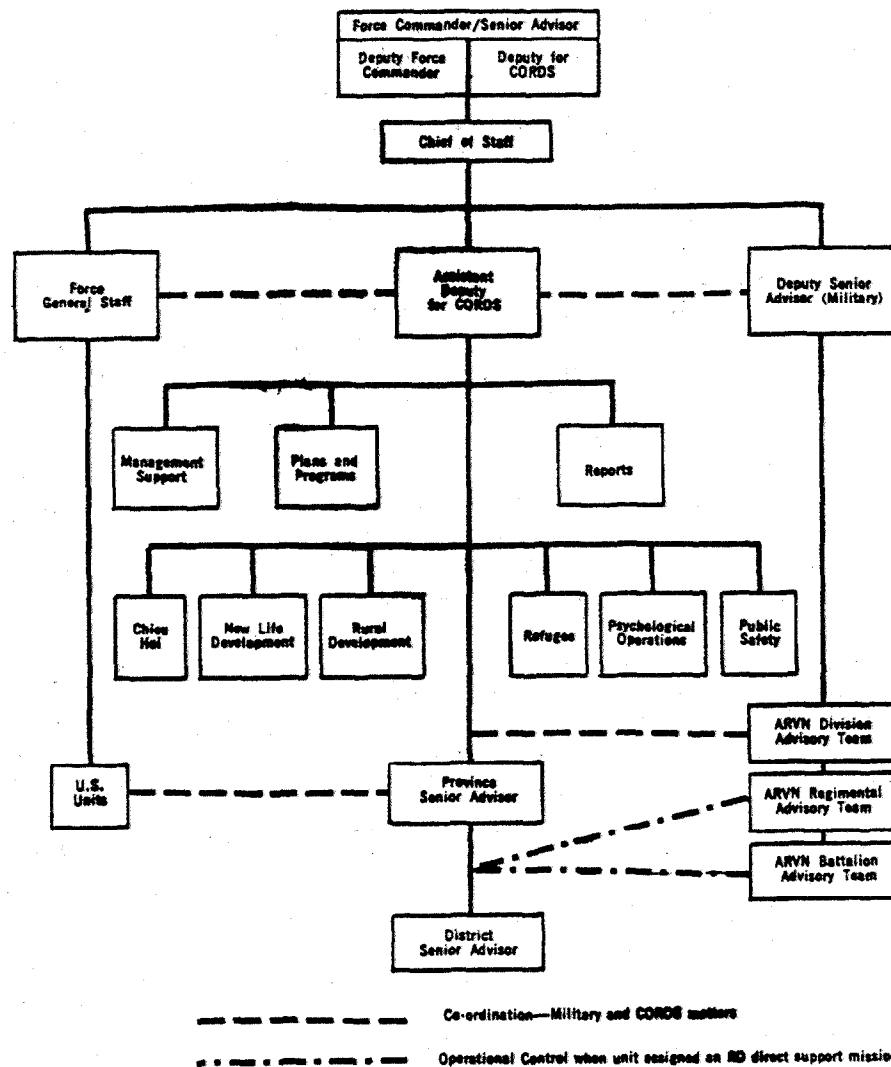 Force Commander/Senior Advisor
Deputy Force
Commander
Deputy for
CORDS
Chief of Staff
Force
General Staff
Assistant
Deputy
for CORDS
Deputy Senior
Advisor (Military)
Management
Support
Plans and
Programs
Reports
Chieu
Hoi
New Life
Development
Rural
Development
Refugee
Psychological
Operations
Public
Safety
ARVN Division
Advisory Team
U.S.
Units
Province
Senior Advisor
ARVN Regimental
Advisory Team
ARVN Battalion
Advisory Team
District
Senior Advisor
Co-ordination—Military and CORDS matters
Operational Control when unit assigned an RD direct support mission